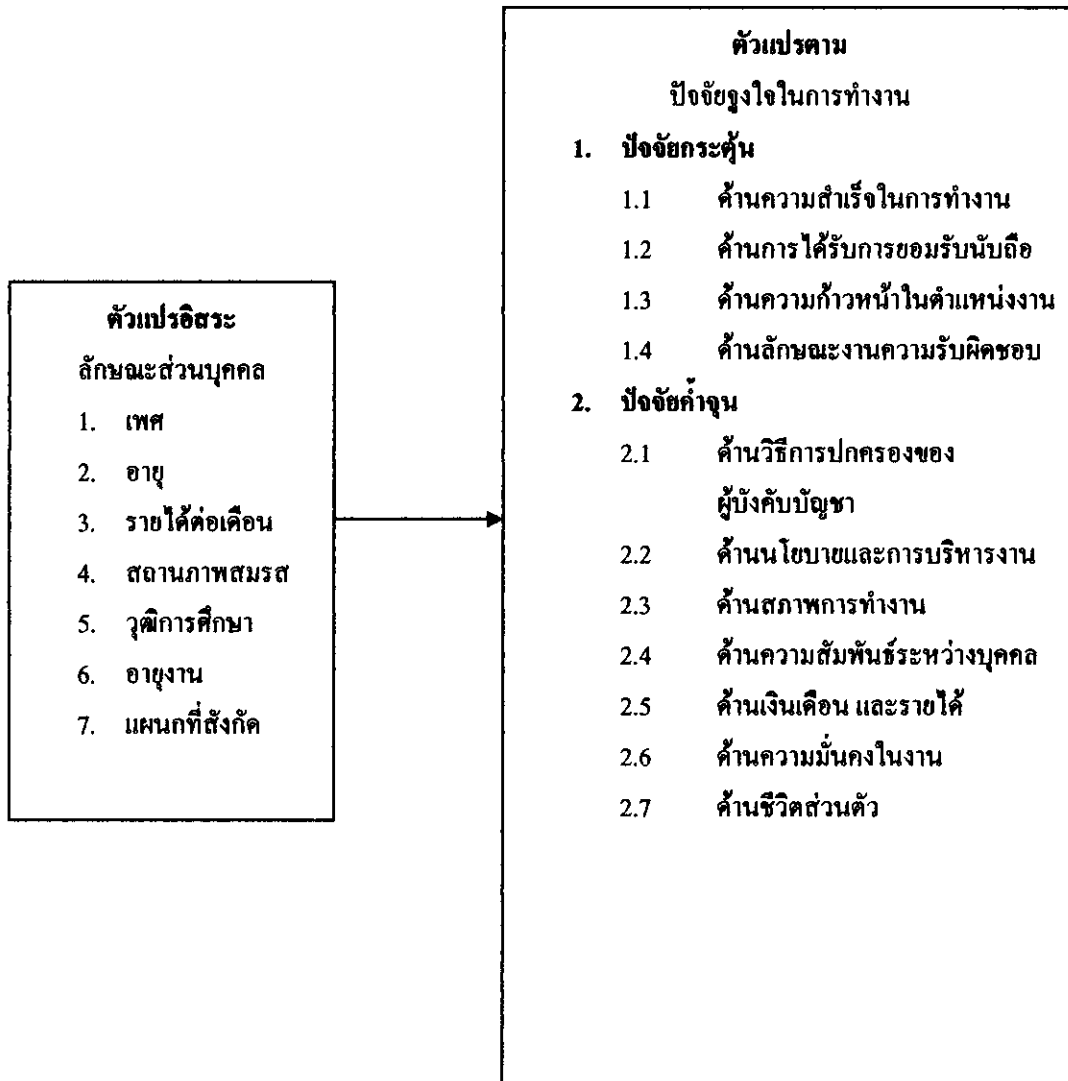 ตัวแปรอิสระ
ลักษณะส่วนบุคคล
1. เพศ
2. อายุ
3. รายได้ต่อเดือน
4. สถานภาพสมรส
5. วุฒิการศึกษา
6. อายุงาน
7. แผนกที่สังกัด
ตัวแปรตาม
ปัจจัยจูงใจในการทำงาน
1. ปัจจัยกระตุ้น
1.1 ด้านความสำเร็จในการทำงาน
1.2 ด้านการได้รับการยอมรับนับถือ
1.3 ด้านความก้าวหน้าในตำแหน่งงาน
1.4 ด้านลักษณะงานความรับผิดชอบ
2. ปัจจัยค้ำจุน
2.1 ด้านวิธีการปกครองของ
ผู้บังคับบัญชา
2.2 ด้านนโยบายและการบริหารงาน
2.3 ด้านสภาพการทำงาน
2.4 ด้านความสัมพันธ์ระหว่างบุคคล
2.5 ด้านเงินเดือน และรายได้
2.6 ด้านความมั่นคงในงาน
2.7 ด้านชีวิตส่วนตัว